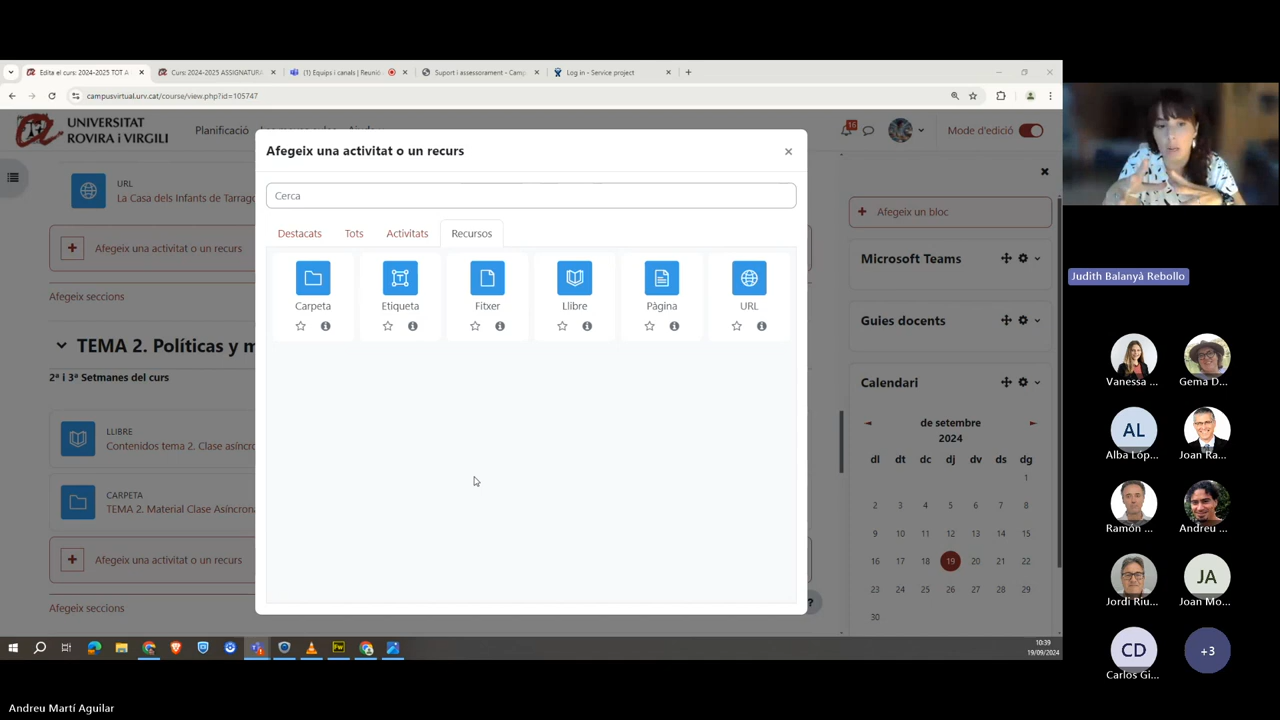 Edita el curs: 2024-2025 TOT A
Curs: 2024-2025 ASSIGNATURA
(1) Equips i canals | Reunió
Suport i assessorament - Camp
Log in - Service project
campusvirtual.urv.cat/course/view.php?id=105747
UNIVERSITAT
ROVIRA i VIRGILI
Planificació
16
Mode d'edició
Afegeix una activitat o un recurs
Cerca
Destacats
Tots
Activitats
Recursos
Carpeta
Etiqueta
Fitxer
Llibre
Pàgina
URL
URL
La Casa dels Infants de Tarrago
Afegeix una activitat o un recurs
Afegeix seccions
TEMA 2. Políticas y m
2ª i 3ª Setmanes del curs
LLIBRE
Contenidos tema 2. Clase asínc
CARPETA
TEMA 2. Material Clase Asíncrona
Afegeix una activitat o un recurs
Afegeix seccions
?
Afegeix un bloc
Microsoft Teams
Guies docents
Calendari
de setembre
2024
dl dt dc dj dv ds dg
1
2 3 4 5 6 7 8
9 10 11 12 13 14 15
16 17 18 19 20 21 22
23 24 25 26 27 28 29
30
Fw
10:39
19/09/2024
Judith Balanyà Rebollo
Vanessa ...
Gema D...
AL
Alba Lóp...
Joan Ra...
Ramón ...
Andreu ...
Jordi Riu...
JA
Joan Mo...
CD
Carlos Gi...
+3
Andreu Martí Aguilar